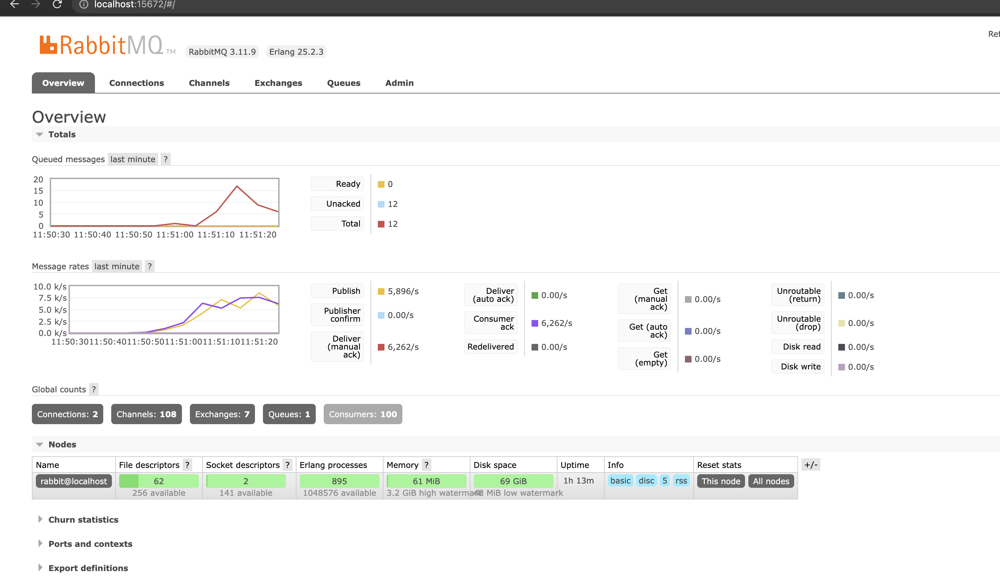 localhost:15672/#/
Ref
RabbitMQ TM RabbitMQ 3.11.9 Erlang 25.2.3
Overview Connections Channels Exchanges Queues Admin
Overview
Totals
Queued messages last minute ?
20
15
10
5
0
11:50:30 11:50:40 11:50:50 11:51:00 11:51:10 11:51:20
Ready 0
Unacked 12
Total 12
Message rates last minute ?
10.0 k/s
7.5 k/s
5.0 k/s
2.5 k/s
0.0 k/s
11:50:30 11:50:40 11:50:50 11:51:00 11:51:10 11:51:20
Publish 5,896/s
Publisher
confirm 0.00/s
Deliver
(manual 6,262/s
ack)
Deliver
(auto ack) 0.00/s
Consumer
ack 6,262/s
Redelivered 0.00/s
Get
(manual 0.00/s
ack)
Get (auto
ack) 0.00/s
Get
(empty) 0.00/s
Unroutable
(return) 0.00/s
Unroutable
(drop) 0.00/s
Disk read 0.00/s
Disk write 0.00/s
Global counts ?
Connections: 2 Channels: 108 Exchanges: 7 Queues: 1 Consumers: 100
Nodes
Name File descriptors ? Socket descriptors ? Erlang processes Memory ? Disk space Uptime Info Reset stats +/-
rabbit@localhost 62 2 895 61 MiB 69 GiB 1h 13m basic disc 5 rss This node All nodes
256 available 141 available 1048576 available 3.2 GiB high watermark 48 MiB low watermark
Churn statistics
Ports and contexts
Export definitions